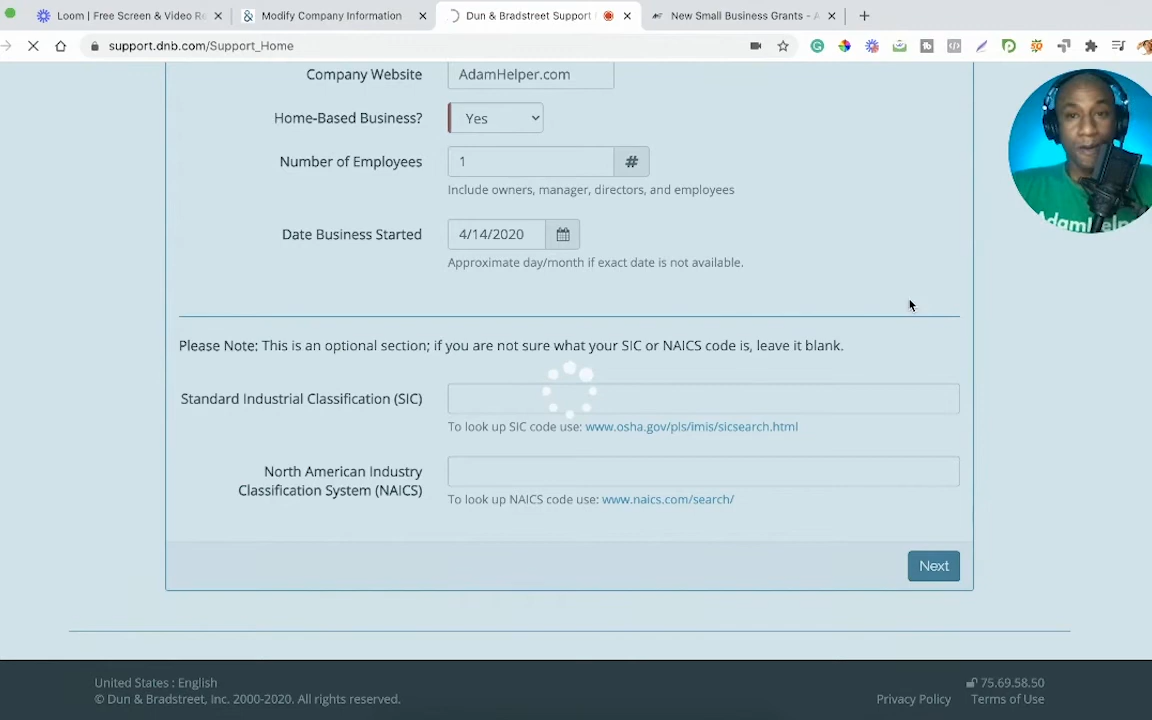 Loom | Free Screen & Video Re
Modify Company Information
Dun & Bradstreet Support
New Small Business Grants - A
support.dnb.com/Support_Home
Company Website
AdamHelper.com
Home-Based Business?
Yes
Number of Employees
1
#
Include owners, manager, directors, and employees
Date Business Started
4/14/2020
Approximate day/month if exact date is not available.
AdamHelper
Please Note: This is an optional section; if you are not sure what your SIC or NAICS code is, leave it blank.
Standard Industrial Classification (SIC)
To look up SIC code use: www.osha.gov/pls/imis/sicsearch.html
North American Industry
Classification System (NAICS)
To look up NAICS code use: www.naics.com/search/
Next
United States : English
© Dun & Bradstreet, Inc. 2000-2020. All rights reserved.
75.69.58.50
Privacy Policy
Terms of Use